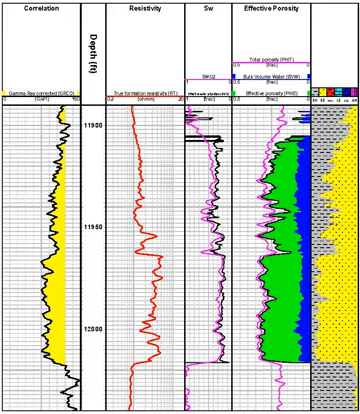 Correlation
Depth (ft)
Resistivity
Sw
Effective Porosity
Total porosity (PHIT)
0.5 (frac) 0
SWU2
Bulk Volume Water (BVW)
0.5 (frac) 0
Gamma Ray corrected (GRCO)
0 (GAPI) 150
True formation resistivity (RT)
0.2 (ohmm) 20
1 (frac) 0
Effective porosity (PHIE)
0.5 (frac) 0
11900
11950
12000